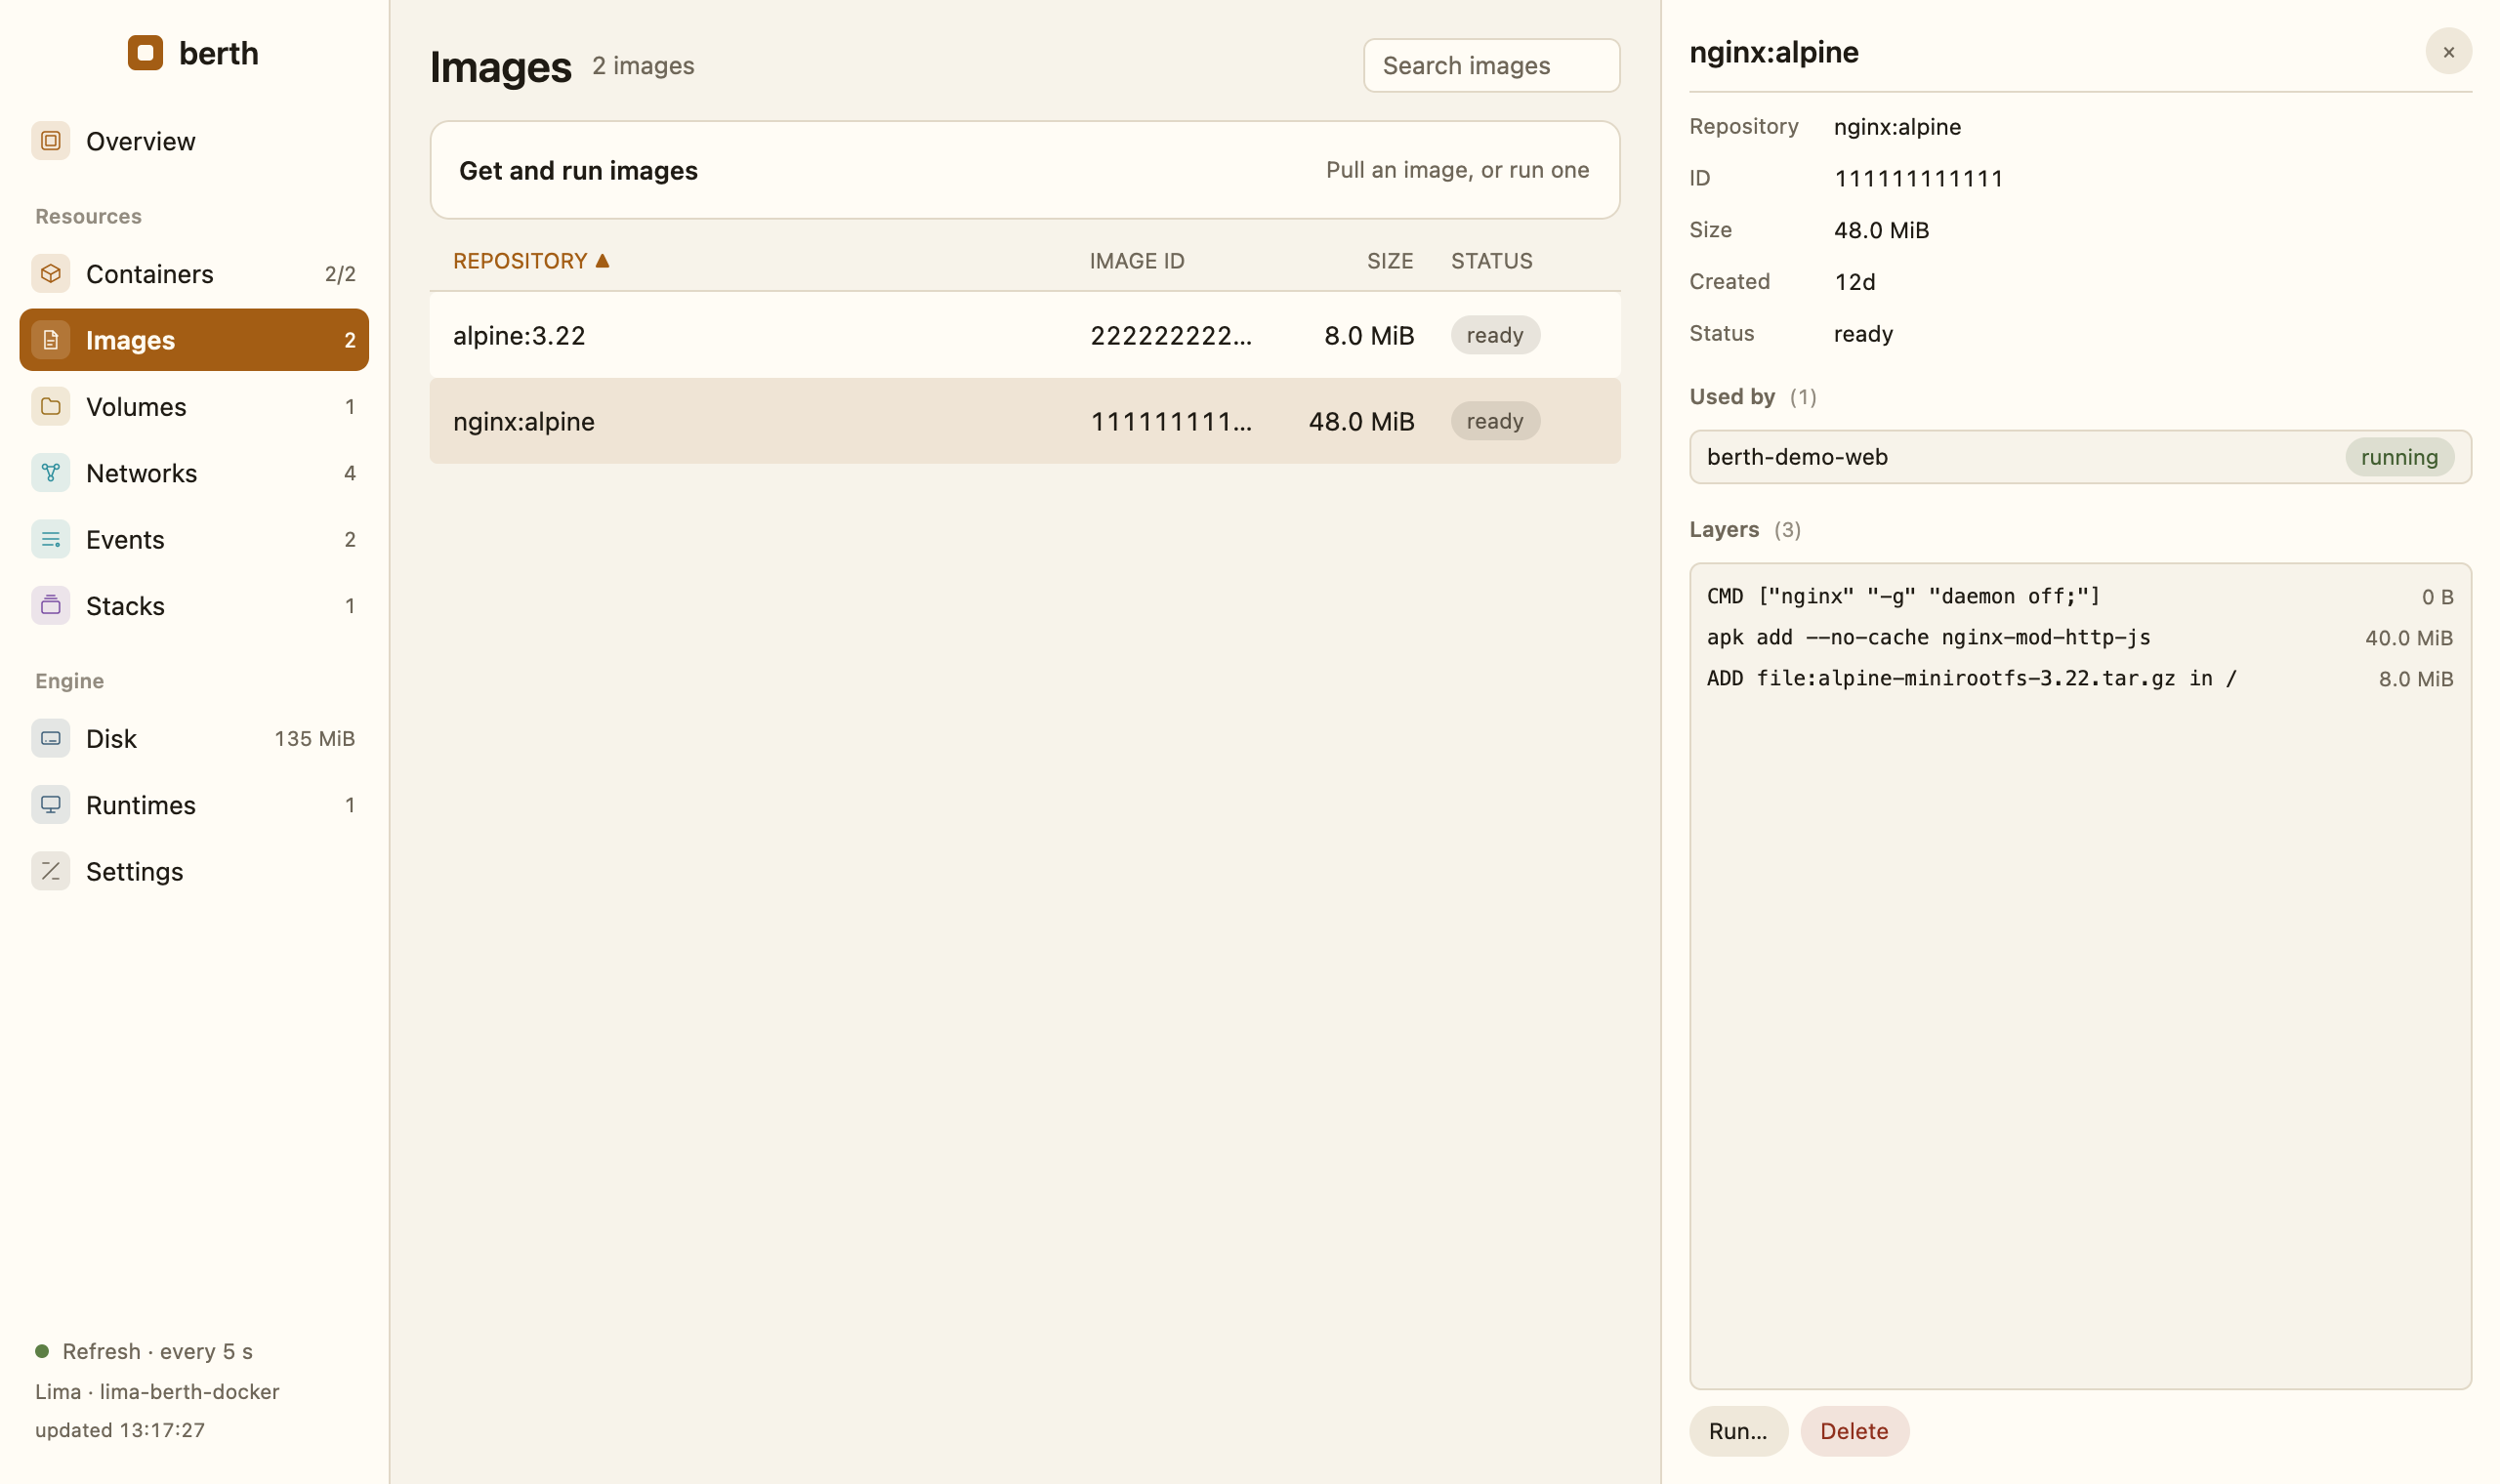 berth
Overview
Resources
Containers 2/2
Images 2
Volumes 1
Networks 4
Events 2
Stacks 1
Engine
Disk 135 MiB
Runtimes 1
Settings
Refresh · every 5 s
Lima · lima-berth-docker
updated 13:17:27
Images 2 images
Search images
Get and run images Pull an image, or run one
REPOSITORY ▲ IMAGE ID SIZE STATUS
alpine:3.22 222222222... 8.0 MiB ready
nginx:alpine 111111111... 48.0 MiB ready
nginx:alpine ×
Repository nginx:alpine
ID 111111111111
Size 48.0 MiB
Created 12d
Status ready
Used by (1)
berth-demo-web running
Layers (3)
CMD ["nginx" "-g" "daemon off;"] 0 B
apk add --no-cache nginx-mod-http-js 40.0 MiB
ADD file:alpine-minirootfs-3.22.tar.gz in / 8.0 MiB
Run... Delete